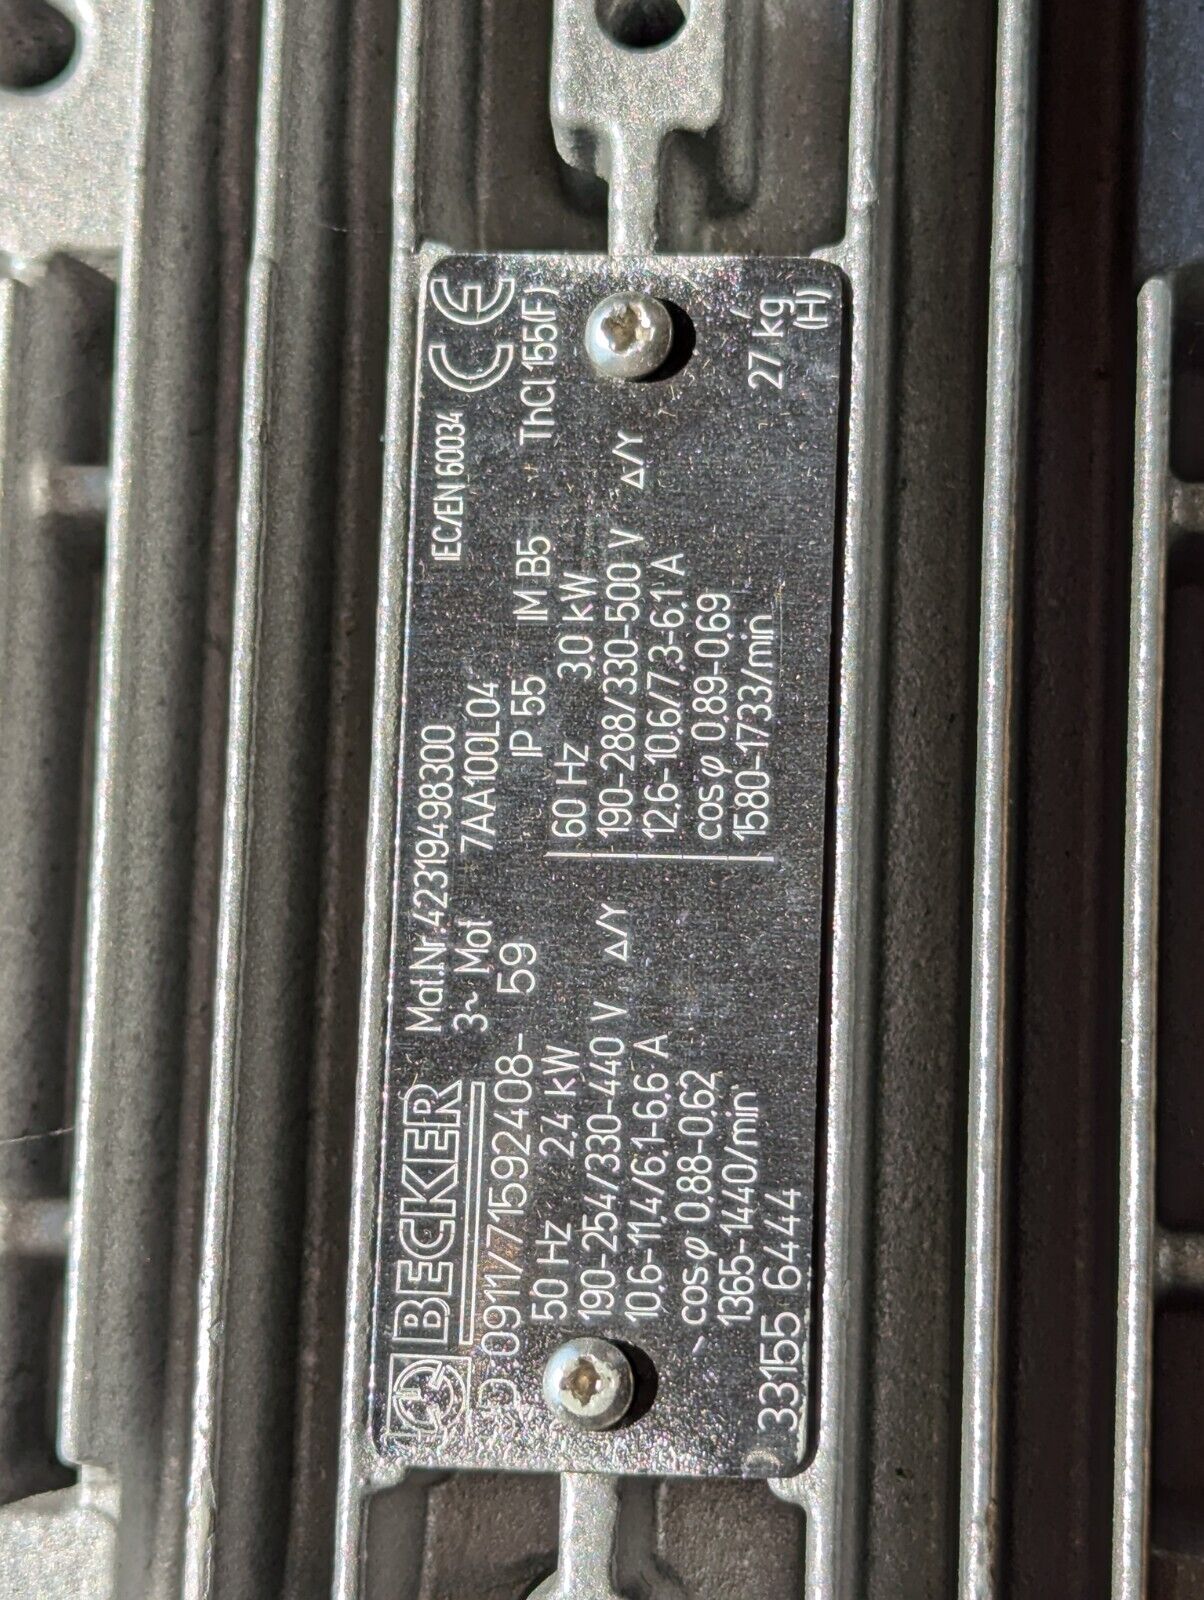 BECKER
Mat.Nr.42319498300
IEC/EN 60034
CE
3~ Mot 7AA100L04
D:0911/71592408-59 IP 55 IM B5 ThCl 155(F)
50 Hz 2,4 kW
190-254/330-440 V Δ/Y
10,6-11,4/6,1-6,6 A
cos φ 0.88-0.62
1365-1440/min
60 Hz 3,0 kW
190-288/330-500 V Δ/Y
12,6-10,6/7,3-6,1 A
cos φ 0.89-0,69
1580-1733/min
33155 6444
27 kg
(H)